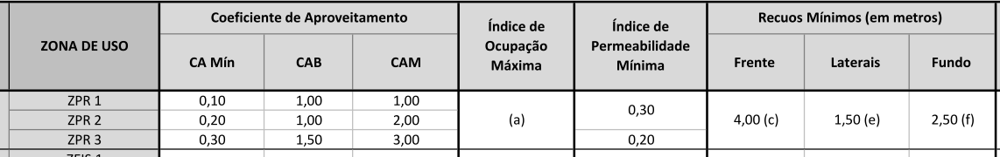 ZONA DE USO
Coeficiente de Aproveitamento
CA Mín CAB CAM
Índice de
Ocupação
Máxima
Índice de
Permeabilidade
Mínima
Recuos Mínimos (em metros)
Frente Laterais Fundo
ZPR 1 0,10 1,00 1,00
ZPR 2 0,20 1,00 2,00
ZPR 3 0,30 1,50 3,00
(a)
0,30
0,20
4,00 (c) 1,50 (e) 2,50 (f)